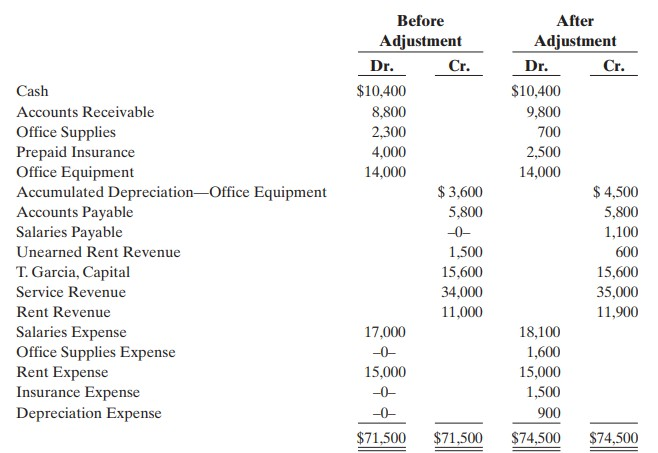 Before After
Adjustment Adjustment
Dr. Cr. Dr. Cr.
Cash $10,400 $10,400
Accounts Receivable 8,800 9,800
Office Supplies 2,300 700
Prepaid Insurance 4,000 2,500
Office Equipment 14,000 14,000
Accumulated Depreciation—Office Equipment $ 3,600 $ 4,500
Accounts Payable 5,800 5,800
Salaries Payable –0– 1,100
Unearned Rent Revenue 1,500 600
T. Garcia, Capital 15,600 15,600
Service Revenue 34,000 35,000
Rent Revenue 11,000 11,900
Salaries Expense 17,000 18,100
Office Supplies Expense –0– 1,600
Rent Expense 15,000 15,000
Insurance Expense –0– 1,500
Depreciation Expense –0– 900
$71,500 $71,500 $74,500 $74,500